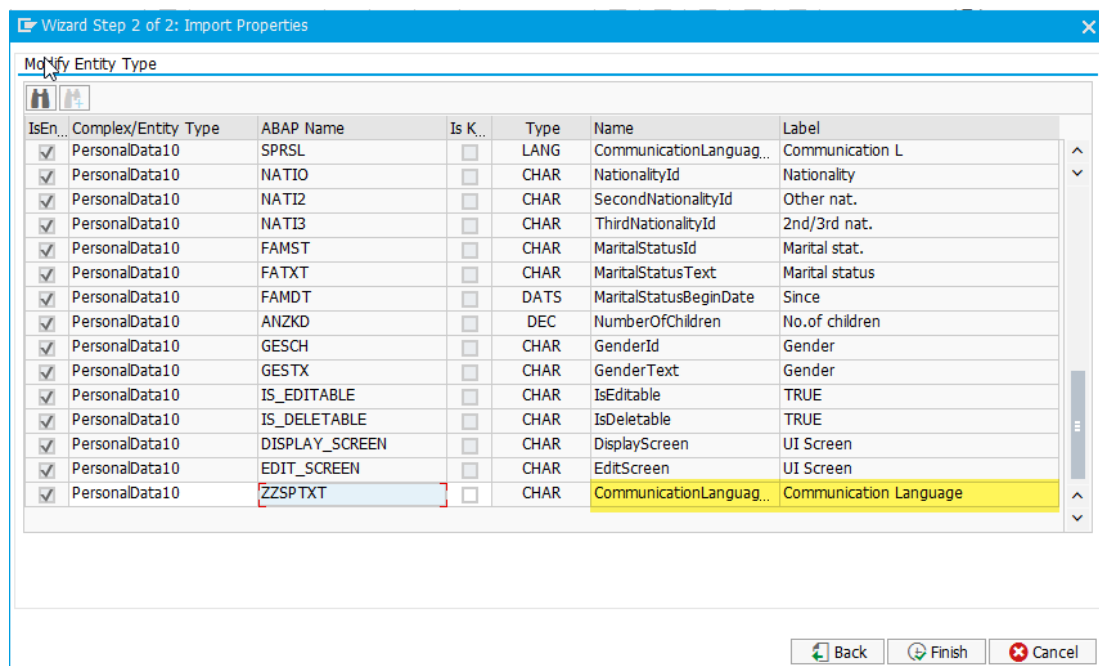 Wizard Step 2 of 2: Import Properties
Modify Entity Type
IsEn... Complex/Entity Type ABAP Name Is K... Type Name Label
PersonalData10 SPRSL LANG CommunicationLanguag... Communication L
PersonalData10 NATIO CHAR NationalityId Nationality
PersonalData10 NATI2 CHAR SecondNationalityId Other nat.
PersonalData10 NATI3 CHAR ThirdNationalityId 2nd/3rd nat.
PersonalData10 FAMST CHAR MaritalStatusId Marital stat.
PersonalData10 FATXT CHAR MaritalStatusText Marital status
PersonalData10 FAMDT DATS MaritalStatusBeginDate Since
PersonalData10 ANZKD DEC NumberOfChildren No.of children
PersonalData10 GESCH CHAR GenderId Gender
PersonalData10 GESTX CHAR GenderText Gender
PersonalData10 IS_EDITABLE CHAR IsEditable TRUE
PersonalData10 IS_DELETABLE CHAR IsDeletable TRUE
PersonalData10 DISPLAY_SCREEN CHAR DisplayScreen UI Screen
PersonalData10 EDIT_SCREEN CHAR EditScreen UI Screen
PersonalData10 ZZSPTXT CHAR CommunicationLanguag... Communication Language
Back Finish Cancel